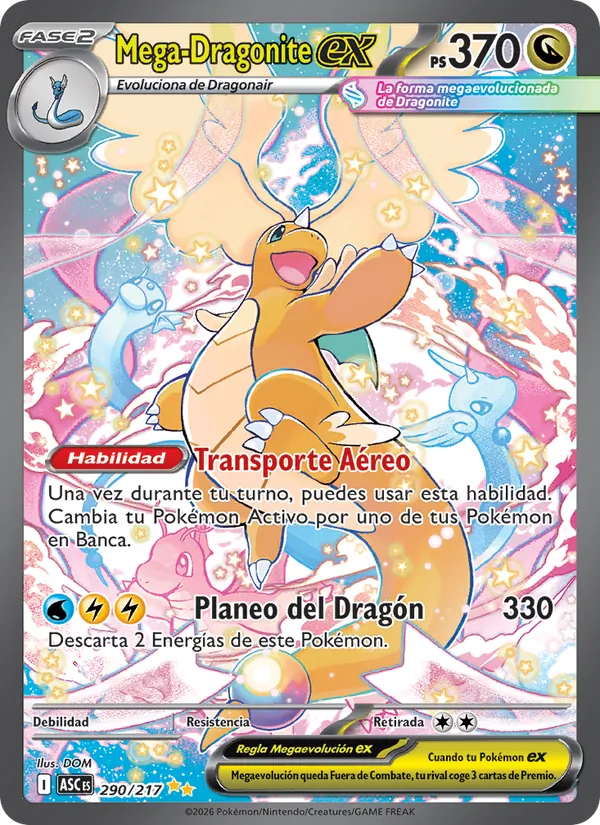 FASE 2
Mega-Dragonite ex
PS 370
Evoluciona de Dragonair
La forma megaevolucionada
de Dragonite
Habilidad Transporte Aéreo
Una vez durante tu turno, puedes usar esta habilidad.
Cambia tu Pokémon Activo por uno de tus Pokémon
en Banca.
Planeo del Dragón 330
Descarta 2 Energías de este Pokémon.
Debilidad Resistencia Retirada
Regla Megaevolución ex
Cuando tu Pokémon ex
Megaevolución queda Fuera de Combate, tu rival coge 3 cartas de Premio.
Ilus. DOM
I ASC ES 290/217
©2026 Pokémon/Nintendo/Creatures/GAME FREAK